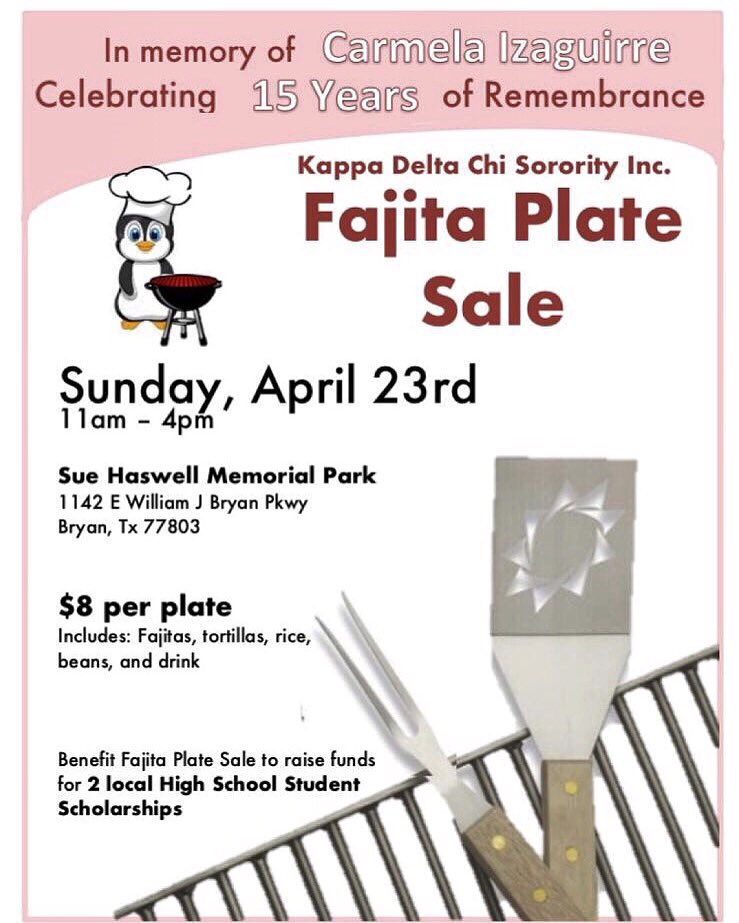 In memory of Carmela Izaguirre
Celebrating 15 Years of Remembrance
Kappa Delta Chi Sorority Inc.
Fajita Plate
Sale
Sunday, April 23rd
11am – 4pm
Sue Haswell Memorial Park
1142 E William J Bryan Pkwy
Bryan, Tx 77803
$8 per plate
Includes: Fajitas, tortillas, rice,
beans, and drink
Benefit Fajita Plate Sale to raise funds
for 2 local High School Student
Scholarships